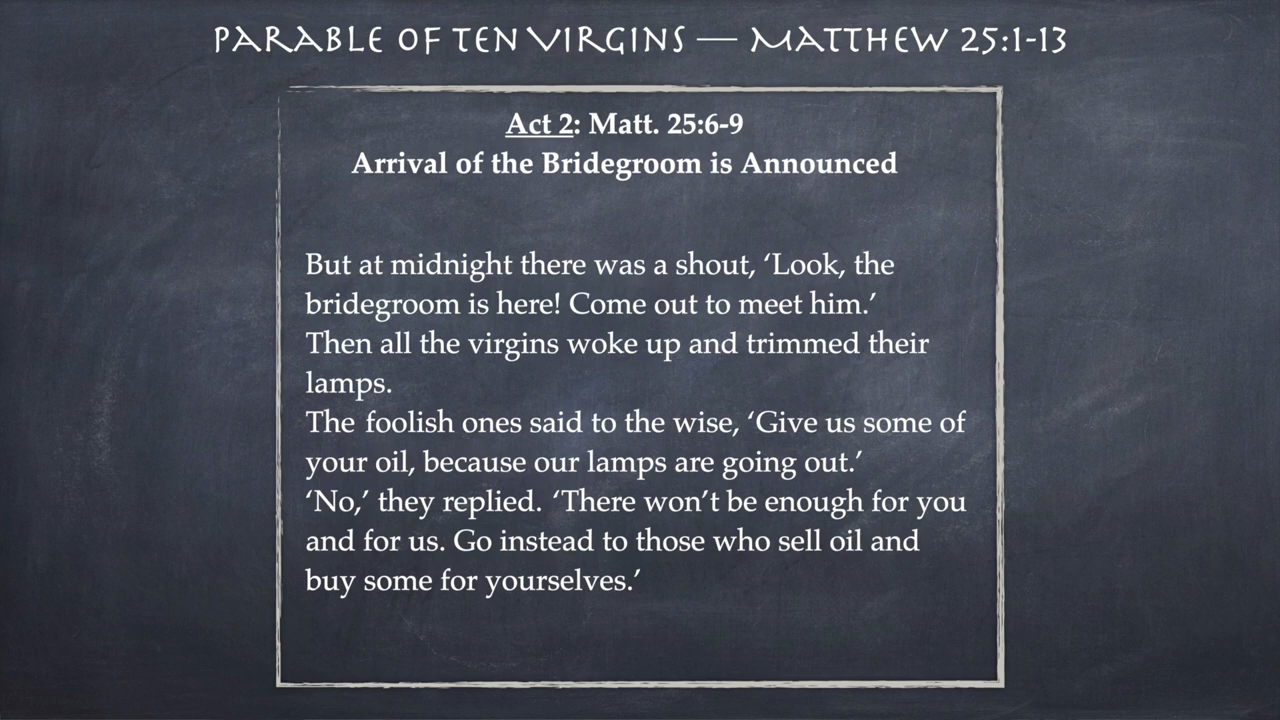 PARABLE OF TEN VIRGINS — MATTHEW 25:1-13
Act 2: Matt. 25:6-9
Arrival of the Bridegroom is Announced
But at midnight there was a shout, ‘Look, the
bridegroom is here! Come out to meet him.’
Then all the virgins woke up and trimmed their
lamps.
The foolish ones said to the wise, ‘Give us some of
your oil, because our lamps are going out.’
‘No,’ they replied. ‘There won’t be enough for you
and for us. Go instead to those who sell oil and
buy some for yourselves.’